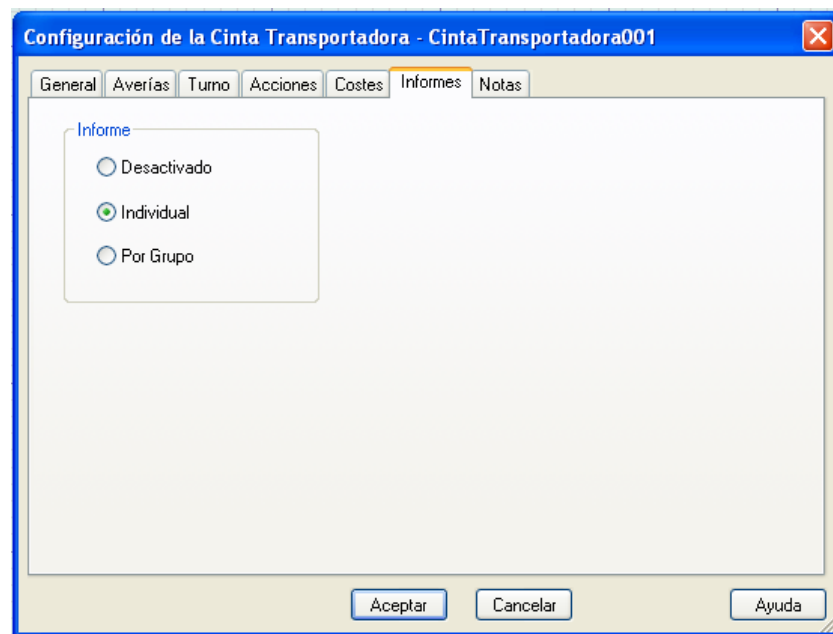 Configuración de la Cinta Transportadora - CintaTransportadora001
General Averías Turno Acciones Costes Informes Notas
Informe
Desactivado
Individual
Por Grupo
Aceptar Cancelar Ayuda